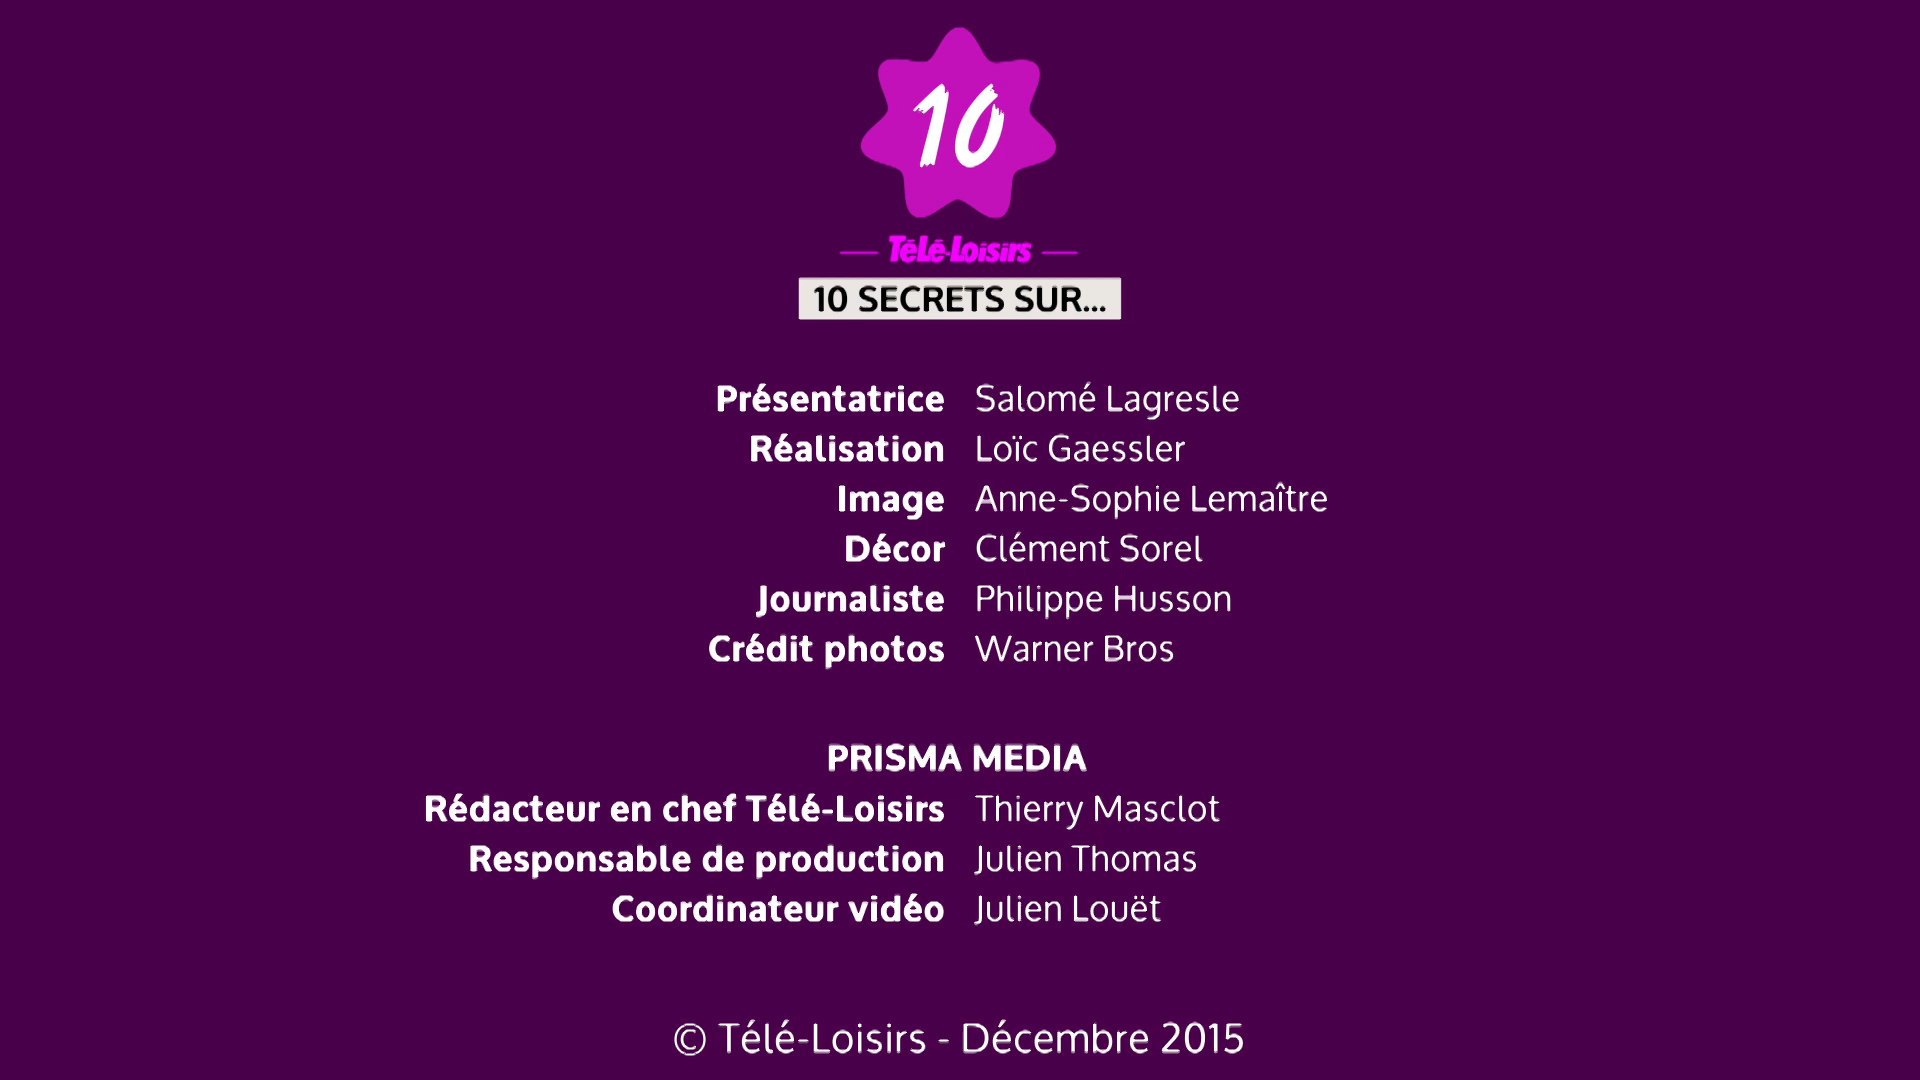 10
Télé-Loisirs
10 SECRETS SUR...
Présentatrice Salomé Lagresle
Réalisation Loïc Gaessler
Image Anne-Sophie Lemaître
Décor Clément Sorel
Journaliste Philippe Husson
Crédit photos Warner Bros
PRISMA MEDIA
Rédacteur en chef Télé-Loisirs Thierry Masclot
Responsable de production Julien Thomas
Coordinateur vidéo Julien Louët
© Télé-Loisirs - Décembre 2015